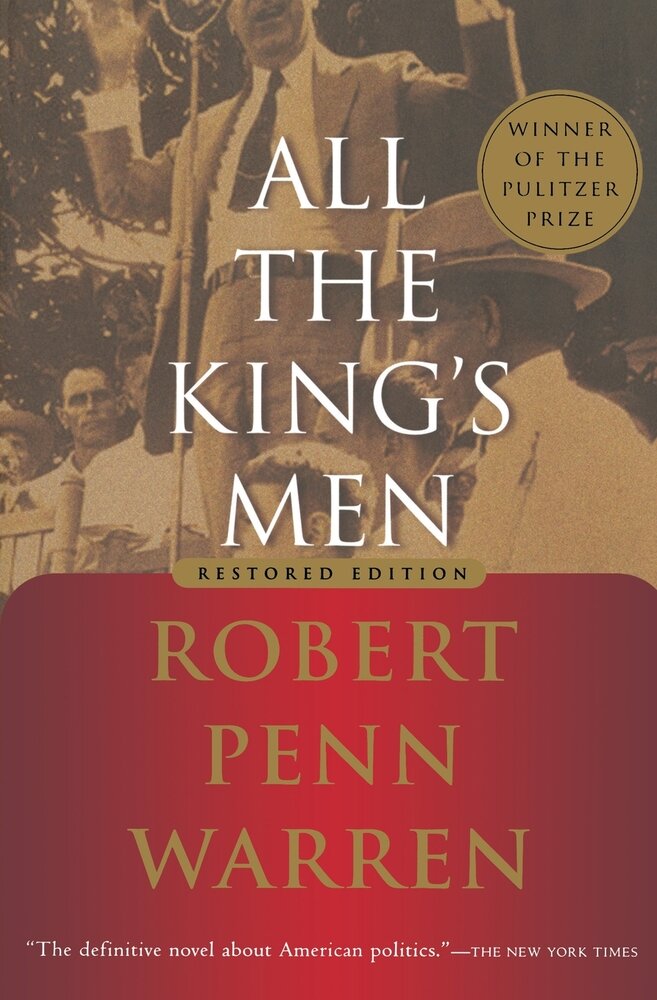 WINNER
OF THE
PULITZER
PRIZE
ALL
THE
KING'S
MEN
RESTORED EDITION
ROBERT
PENN
WARREN
“The definitive novel about American politics.”—THE NEW YORK TIMES